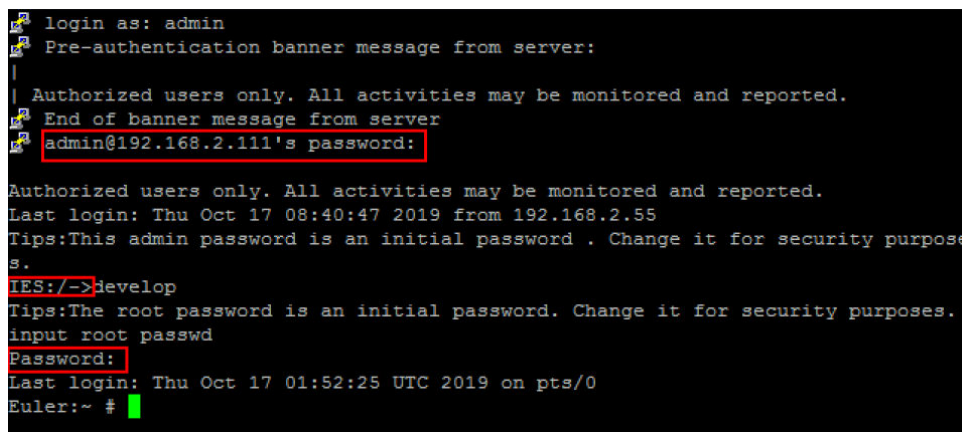 login as: admin
Pre-authentication banner message from server:
|
| Authorized users only. All activities may be monitored and reported.
End of banner message from server
admin@192.168.2.111's password:
Authorized users only. All activities may be monitored and reported.
Last login: Thu Oct 17 08:40:47 2019 from 192.168.2.55
Tips:This admin password is an initial password . Change it for security purpose
s.
IES:/->develop
Tips:The root password is an initial password. Change it for security purposes.
input root passwd
Password:
Last login: Thu Oct 17 01:52:25 UTC 2019 on pts/0
Euler:~ #